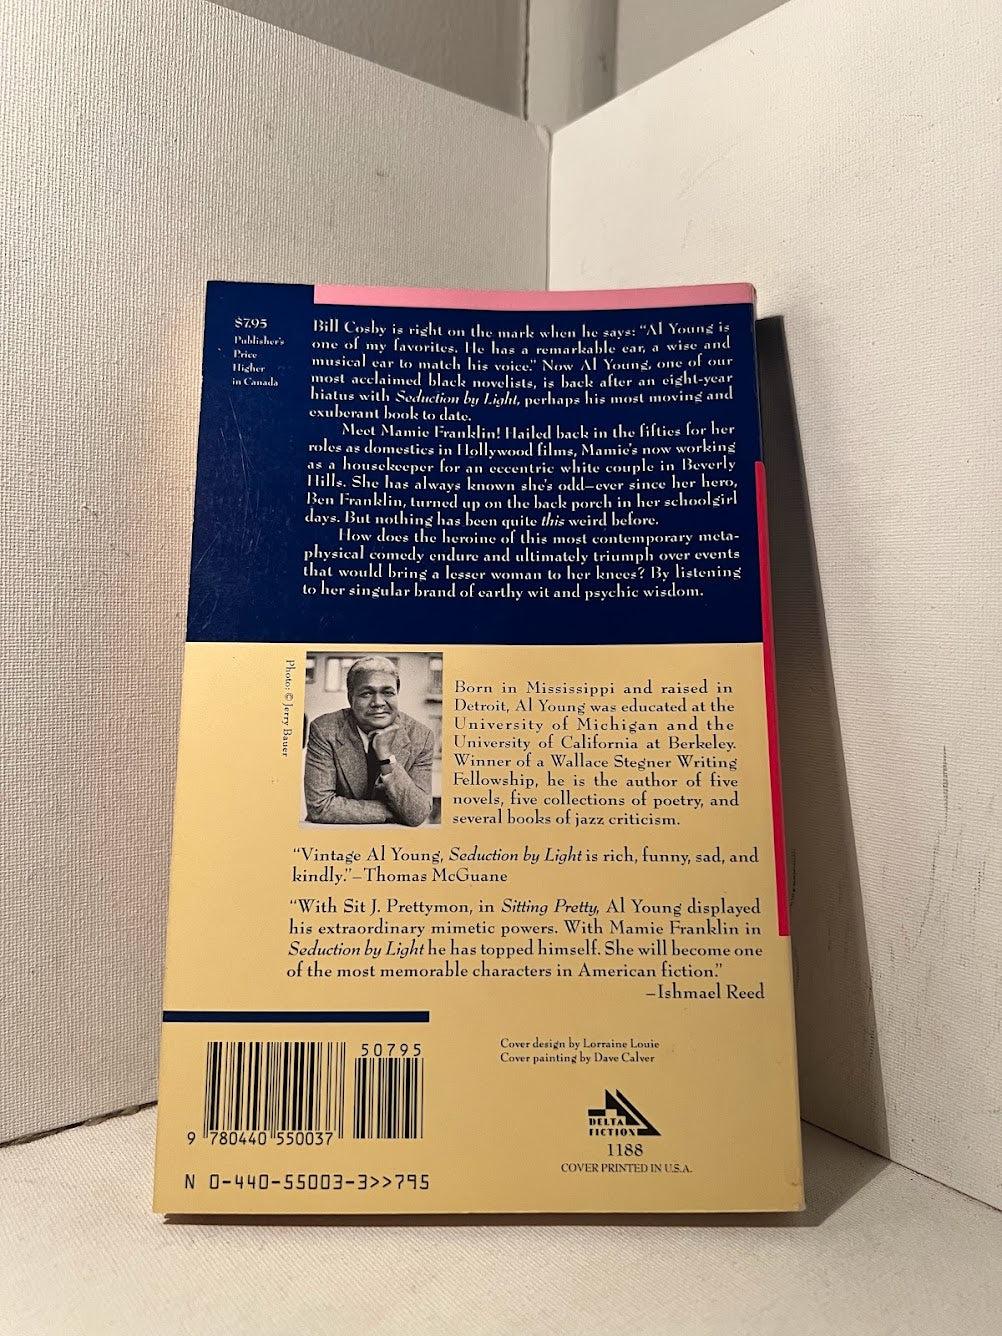 $7.95
Publisher's
Price
Higher
in Canada
Bill Cosby is right on the mark when he says: “Al Young is
one of my favorites. He has a remarkable ear, a wise and
musical ear to match his voice.” Now Al Young, one of our
most acclaimed black novelists, is back after an eight-year
hiatus with Seduction by Light, perhaps his most moving and
exuberant book to date.
Meet Mamie Franklin! Hailed back in the fifties for her
roles as domestics in Hollywood films, Mamie's now working
as a housekeeper for an eccentric white couple in Beverly
Hills. She has always known she's odd—ever since her hero,
Ben Franklin, turned up on the back porch in her schoolgirl
days. But nothing has been quite this weird before.
How does the heroine of this most contemporary meta-
physical comedy endure and ultimately triumph over events
that would bring a lesser woman to her knees? By listening
to her singular brand of earthy wit and psychic wisdom.
Photo: © Jerry Bauer
Born in Mississippi and raised in
Detroit, Al Young was educated at the
University of Michigan and the
University of California at Berkeley.
Winner of a Wallace Stegner Writing
Fellowship, he is the author of five
novels, five collections of poetry, and
several books of jazz criticism.
“Vintage Al Young, Seduction by Light is rich, funny, sad, and
kindly.”—Thomas McGuane
“With Sit J. Prettymon, in Sitting Pretty, Al Young displayed
his extraordinary mimetic powers. With Mamie Franklin in
Seduction by Light he has topped himself. She will become one
of the most memorable characters in American fiction.”
—Ishmael Reed
50795
9 780440 550037
N 0-440-55003-3>>795
Cover design by Lorraine Louie
Cover painting by Dave Calver
DELTA
FICTION
1188
COVER PRINTED IN U.S.A.